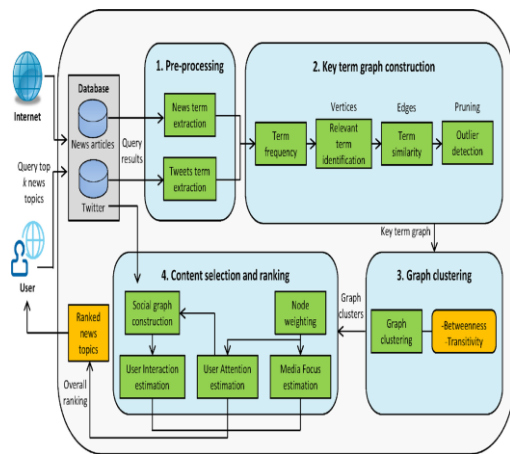 1. Pre-processing
2. Key term graph construction
Database
Internet
News articles
Query
results
News term
extraction
Tweets term
extraction
Vertices
Edges
Pruning
Term
frequency
Relevant
term
identification
Term
similarity
Outlier
detection
Query top
k news
topics
Twitter
User
Key term graph
4. Content selection and ranking
3. Graph clustering
Social graph
construction
Node
weighting
Graph
clusters
Graph
clustering
-Betweenness
-Transitivity
Ranked
news
topics
User Interaction
estimation
User Attention
estimation
Media Focus
estimation
Overall
ranking